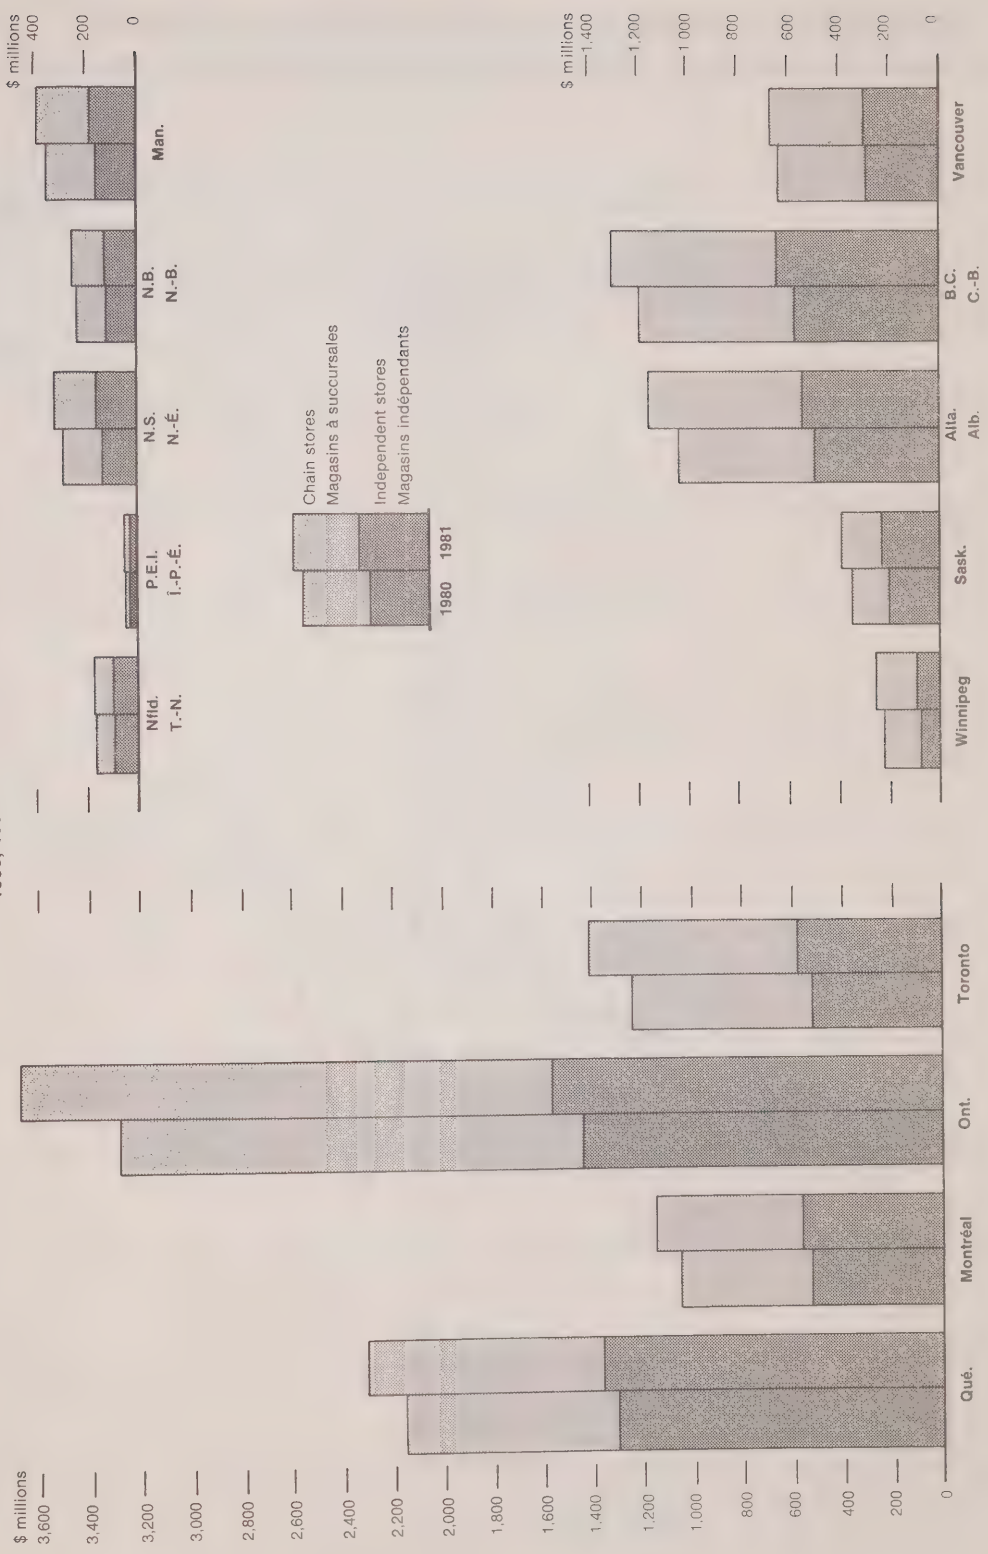 $ millions
3,600
3,400
3,200
3,000
2,800
2,600
2,400
2,200
2,000
1,800
1,600
1,400
1,200
1,000
800
600
400
200
0
Qué.
Montréal
Ont.
Toronto
$ millions
400
200
0
Nfld.
T.-N.
P.E.I.
Î.-P.-É.
N.S.
N.-É.
N.B.
N.-B.
Man.
Chain stores
Magasins à succursales
Independent stores
Magasins indépendants
1980
1981
$ millions
1,400
1,200
1 000
800
600
400
200
0
Winnipeg
Sask.
Alta.
Alb.
B.C.
C.-B.
Vancouver